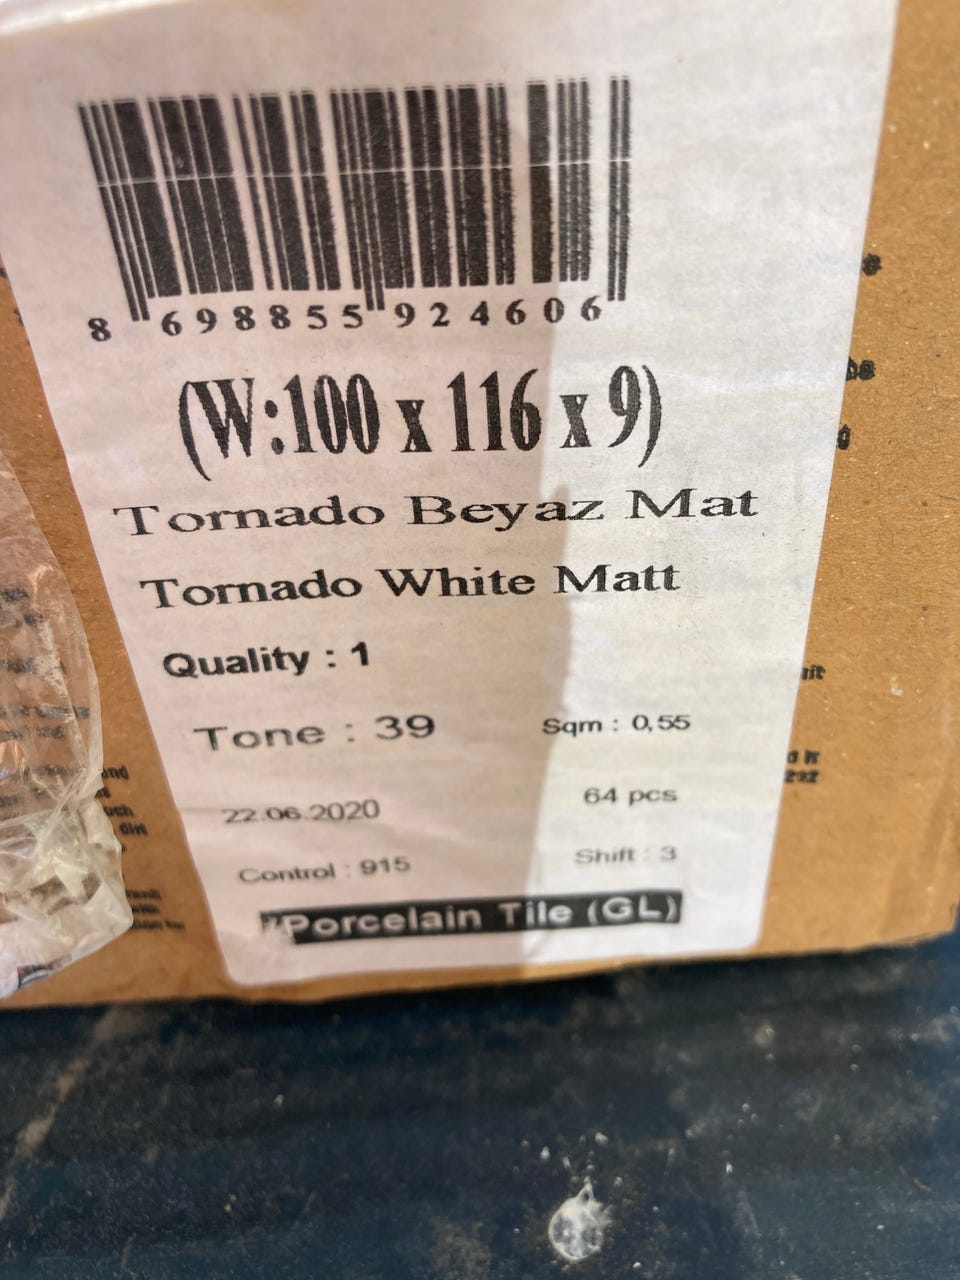 8 698855 924606
(W:100 x 116 x 9)
Tornado Beyaz Mat
Tornado White Matt
Quality : 1
Tone : 39 Sqm : 0,55
22.06.2020 64 pcs
Control : 915 Shift : 3
Porcelain Tile (GL)